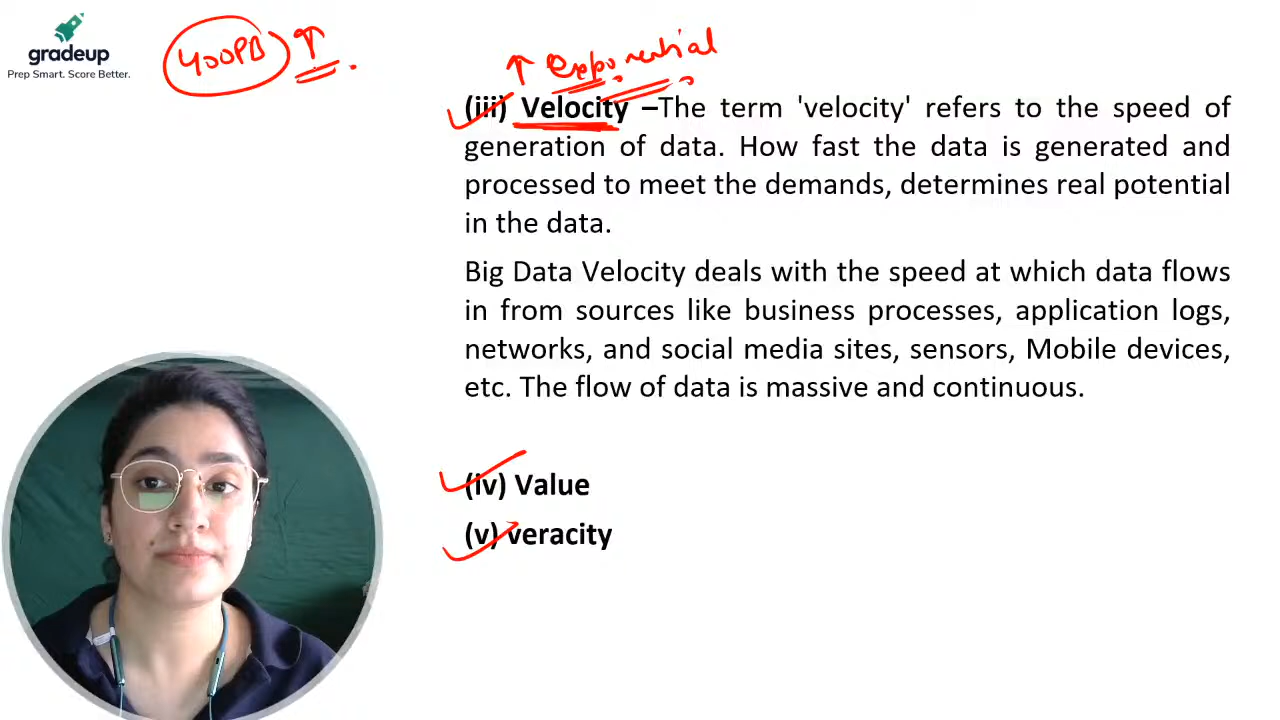 gradeup
Prep Smart. Score Better.
400PB ↑
↑ exponential
(iii) Velocity –The term 'velocity' refers to the speed of
generation of data. How fast the data is generated and
processed to meet the demands, determines real potential
in the data.
Big Data Velocity deals with the speed at which data flows
in from sources like business processes, application logs,
networks, and social media sites, sensors, Mobile devices,
etc. The flow of data is massive and continuous.
(iv) Value
(v) veracity